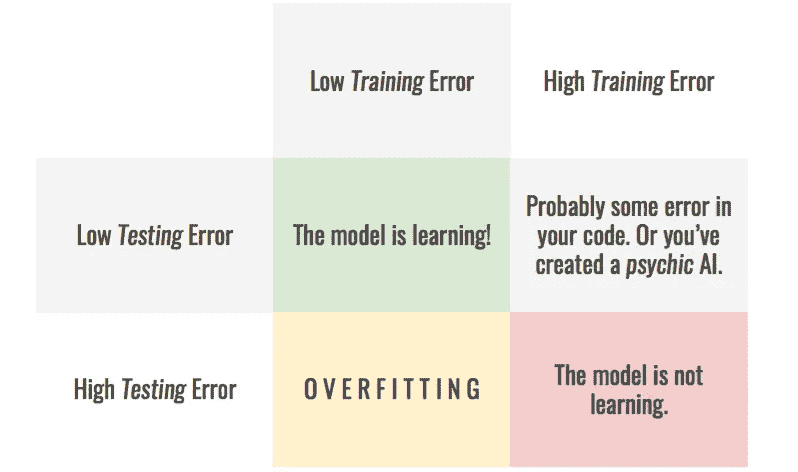 Low Training Error
High Training Error
Low Testing Error
The model is learning!
Probably some error in
your code. Or you've
created a psychic AI.
High Testing Error
OVERFITTING
The model is not
learning.